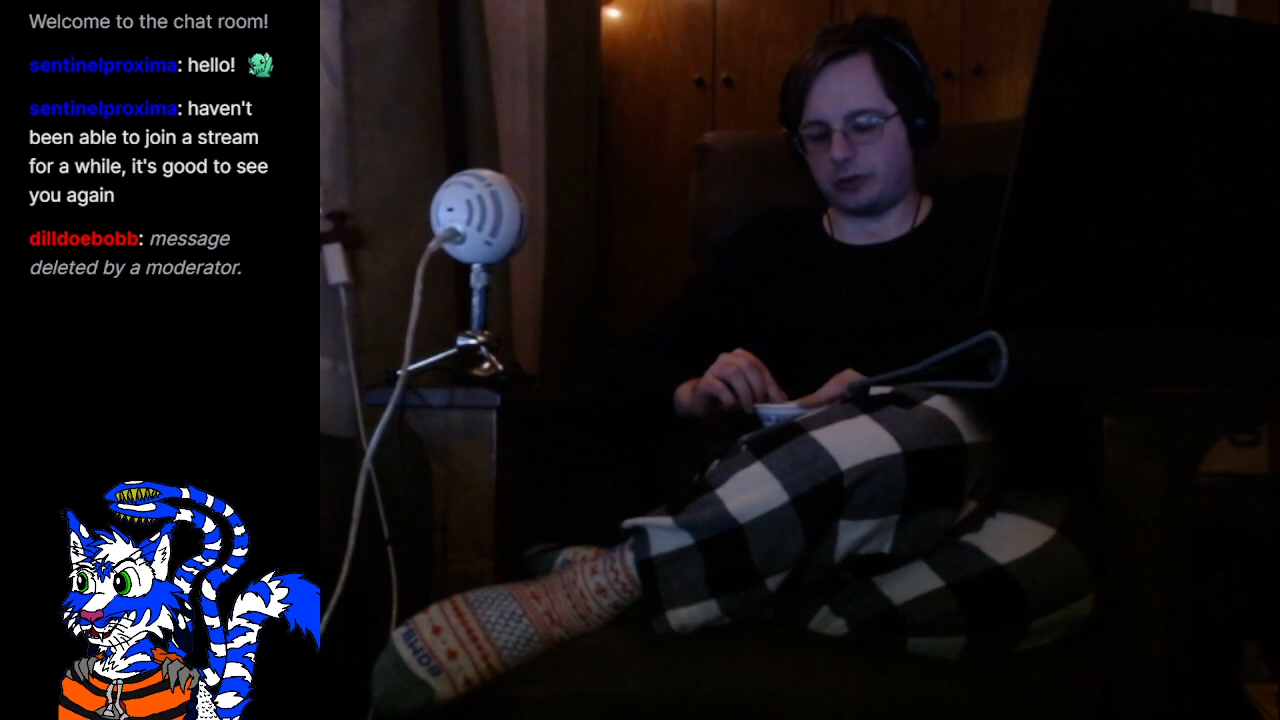 Welcome to the chat room!
sentinelproxima: hello!
sentinelproxima: haven't
been able to join a stream
for a while, it's good to see
you again
dilldoebobb: message
deleted by a moderator.
BOMB